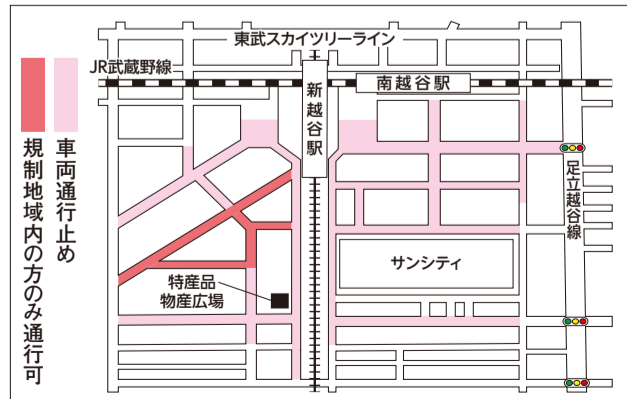 東武スカイツリーライン
JR武蔵野線
南越谷駅
新越谷駅
車両通行止め
規制地域内の方のみ通行可
足立越谷線
サンシティ
特産品
物産広場